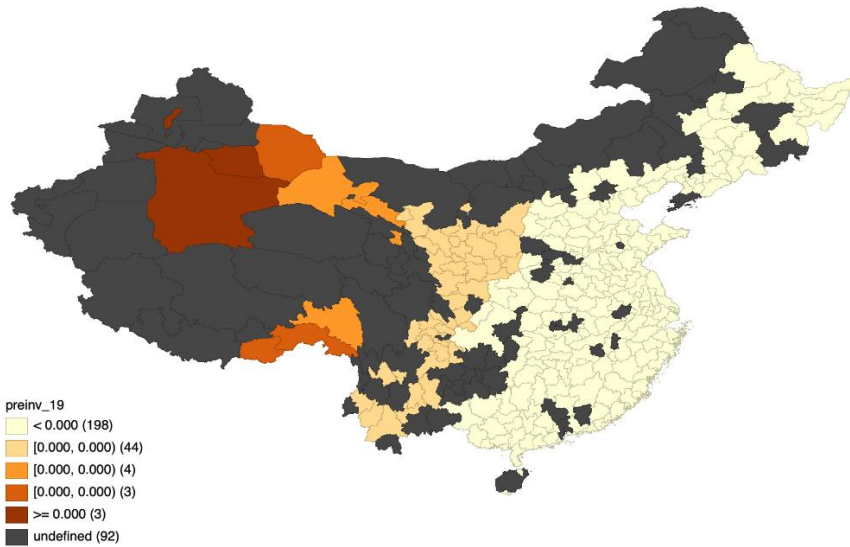 preinv_19
< 0.000 (198)
[0.000, 0.000) (44)
[0.000, 0.000) (4)
[0.000, 0.000) (3)
>= 0.000 (3)
undefined (92)